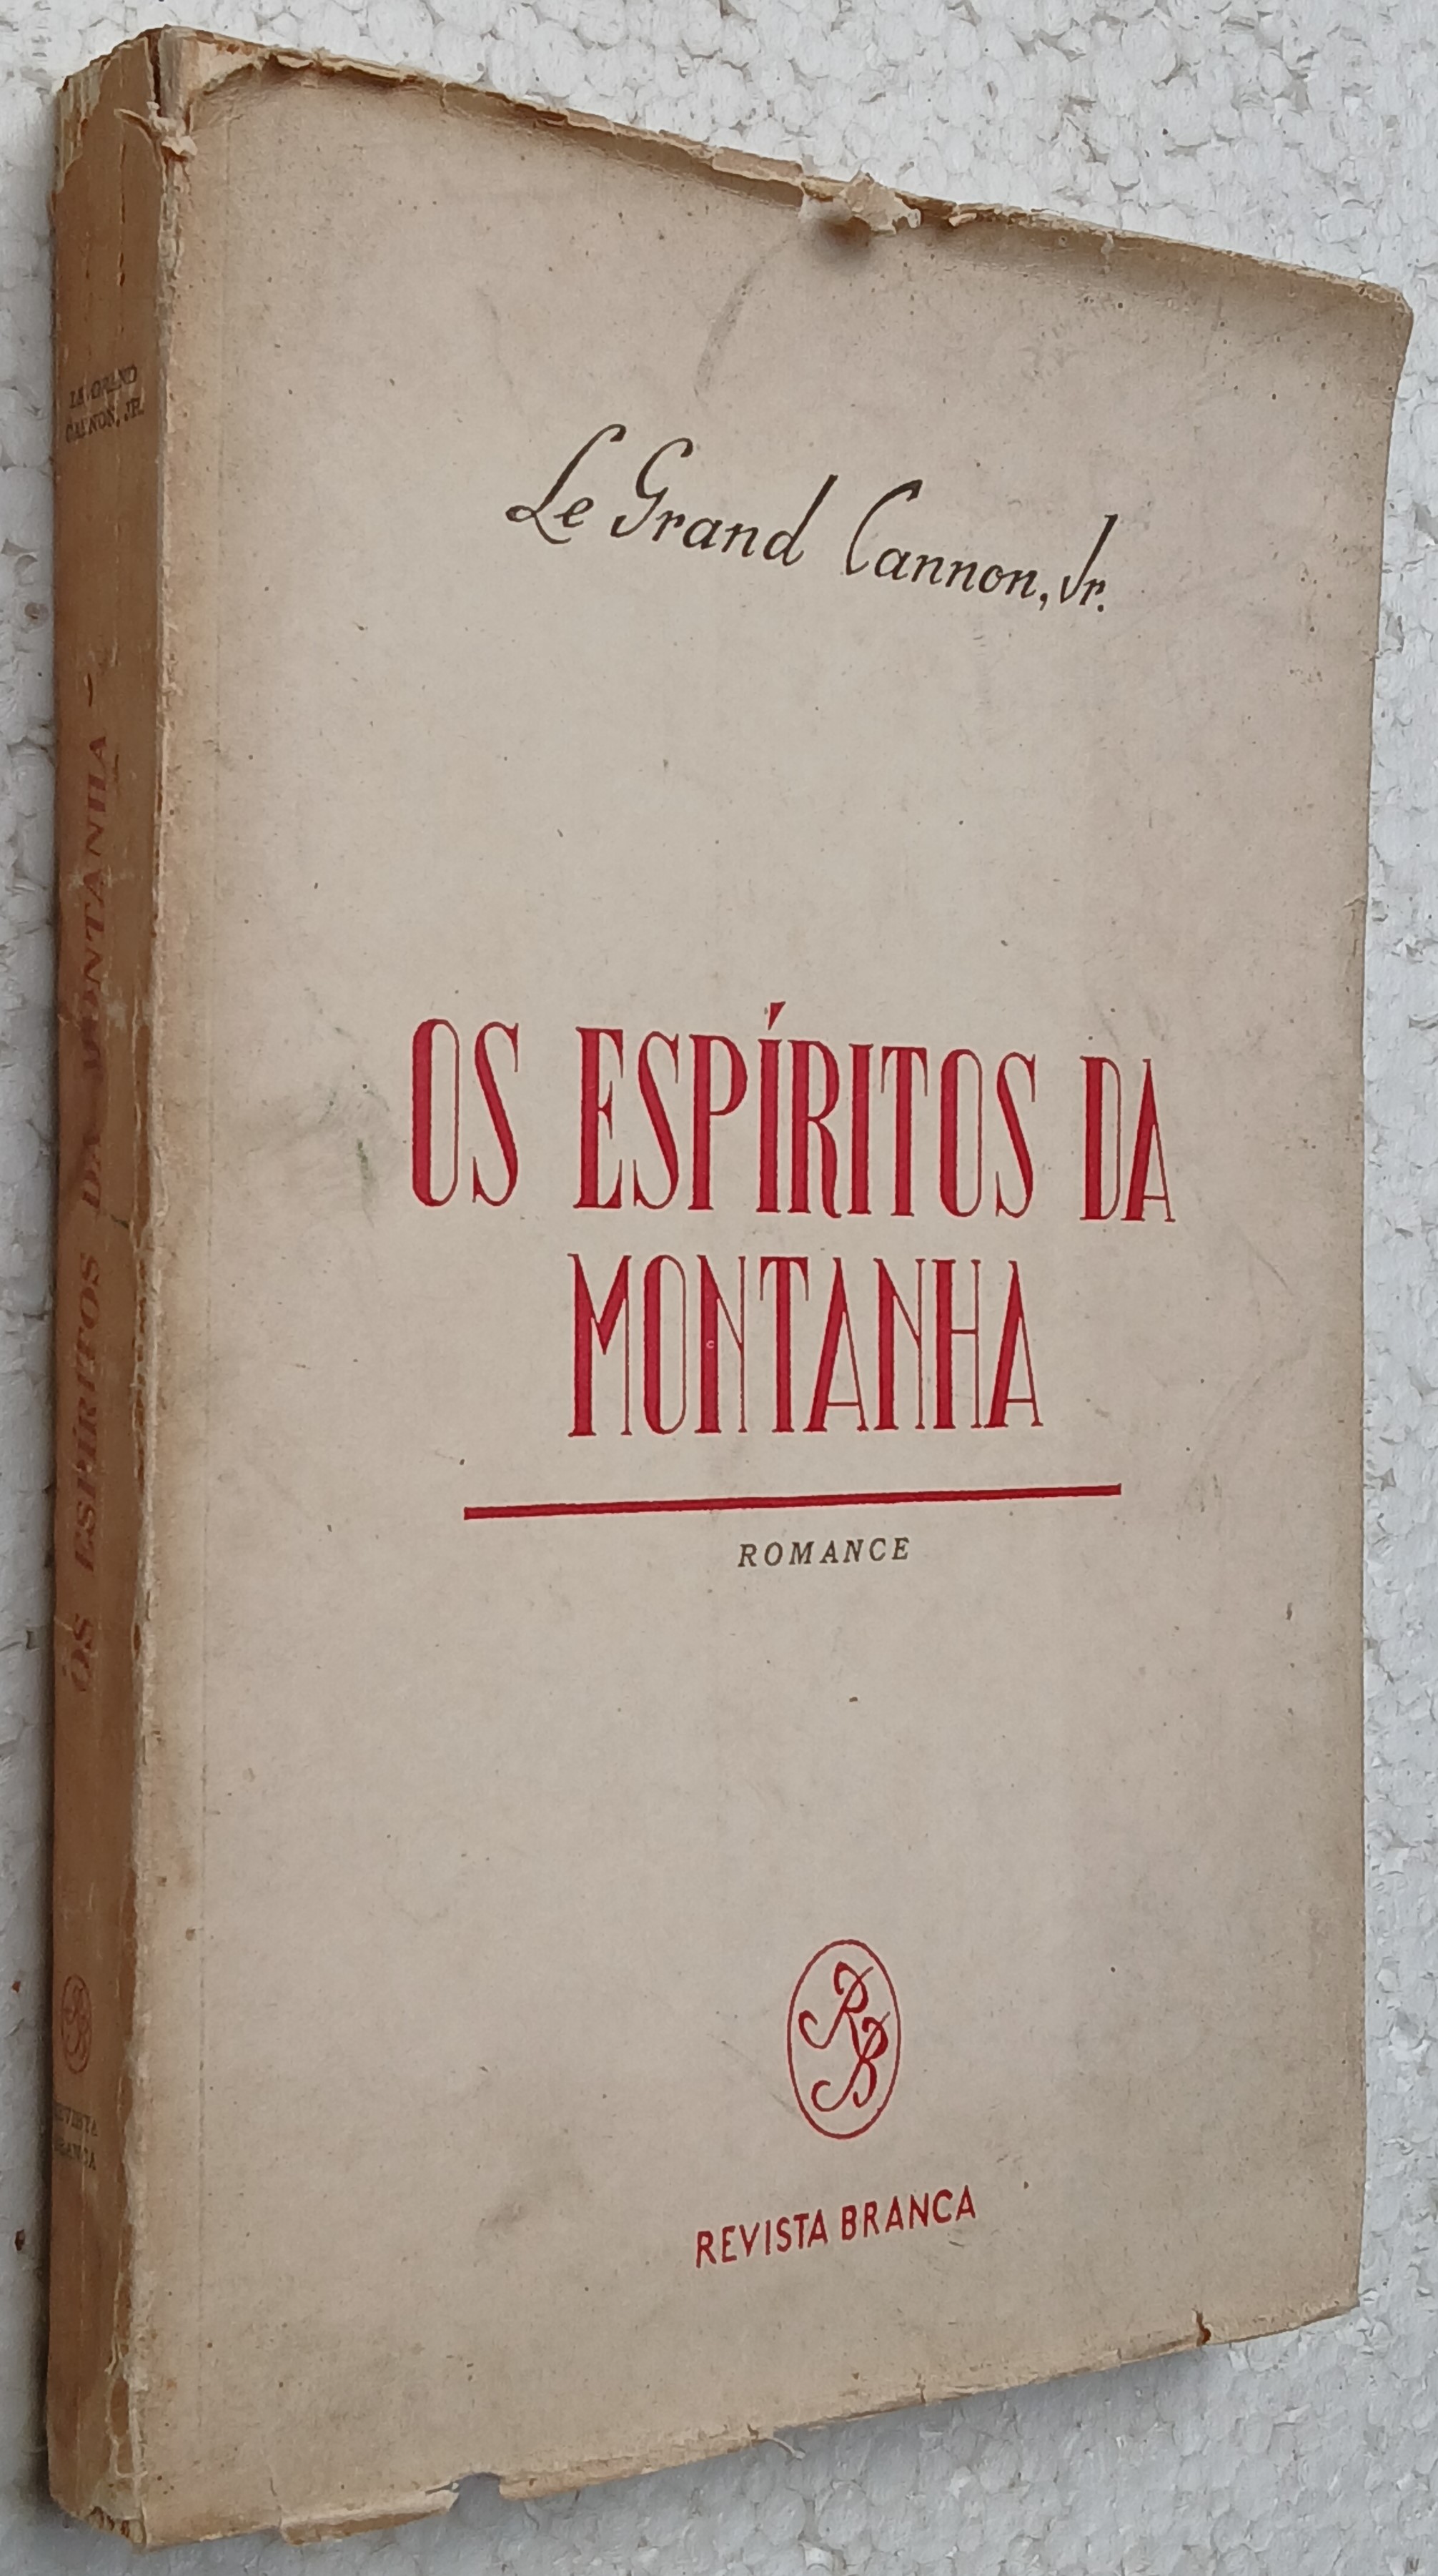 Le Grand Cannon, Jr.
OS ESPÍRITOS DA
MONTANHA
ROMANCE
RB
REVISTA BRANCA
LE GRAND
CANNON, JR.
OS ESPÍRITOS DA MONTANHA
REVISTA
BRANCA